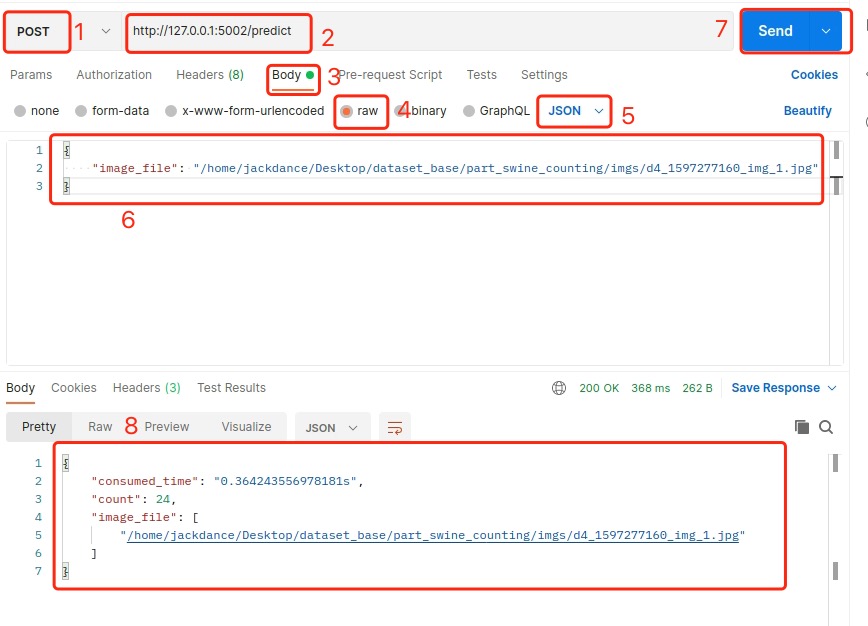 POST 1 http://127.0.0.1:5002/predict 2 7 Send
Params Authorization Headers (8) Body 3 Pre-request Script Tests Settings Cookies
none form-data x-www-form-urlencoded raw 4 binary GraphQL JSON 5 Beautify
1 {
2 "image_file": "/home/jackdance/Desktop/dataset_base/part_swine_counting/imgs/d4_1597277160_img_1.jpg"
3 }
6
Body Cookies Headers (3) Test Results 200 OK 368 ms 262 B Save Response
Pretty Raw 8 Preview Visualize JSON
1 {
2 "consumed_time": "0.364243556978181s",
3 "count": 24,
4 "image_file": [
5 "/home/jackdance/Desktop/dataset_base/part_swine_counting/imgs/d4_1597277160_img_1.jpg"
6 ]
7 }